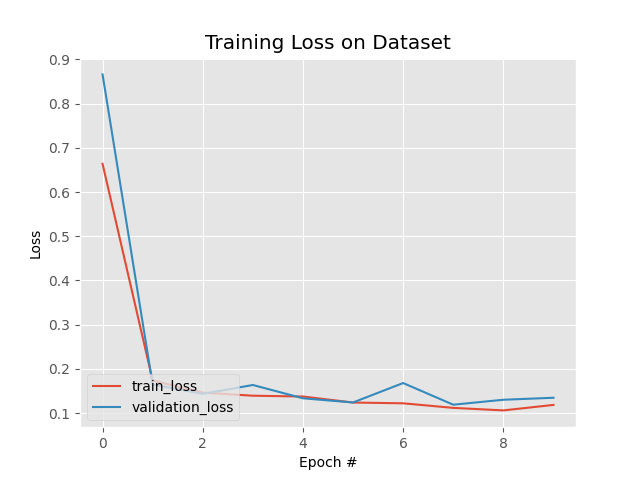 Training Loss on Dataset
0.9
0.8
0.7
0.6
0.5
0.4
0.3
0.2
0.1
Loss
train_loss
validation_loss
0 2 4 6 8
Epoch #